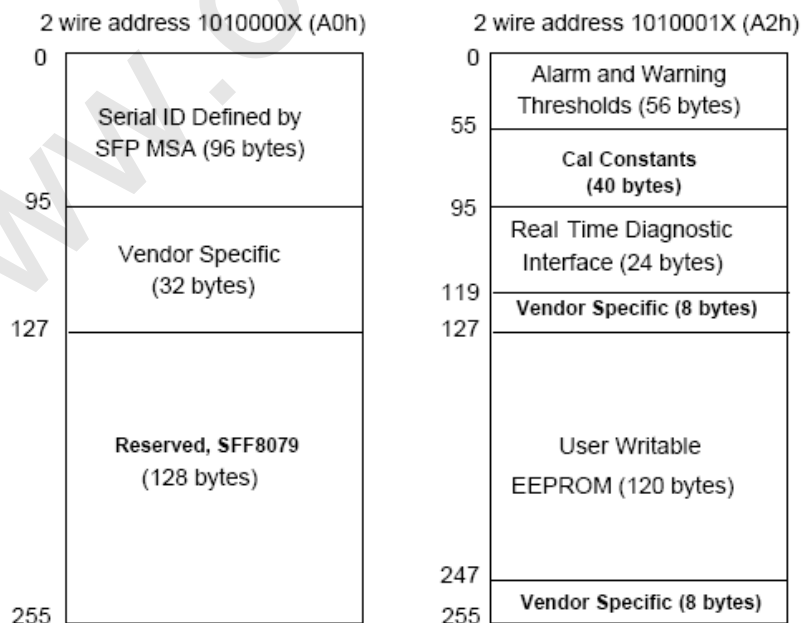 2 wire address 1010000X (A0h)
0
Serial ID Defined by
SFP MSA (96 bytes)
95
Vendor Specific
(32 bytes)
127
Reserved, SFF8079
(128 bytes)
255
2 wire address 1010001X (A2h)
0
Alarm and Warning
Thresholds (56 bytes)
55
Cal Constants
(40 bytes)
95
Real Time Diagnostic
Interface (24 bytes)
119
Vendor Specific (8 bytes)
127
User Writable
EEPROM (120 bytes)
247
Vendor Specific (8 bytes)
255